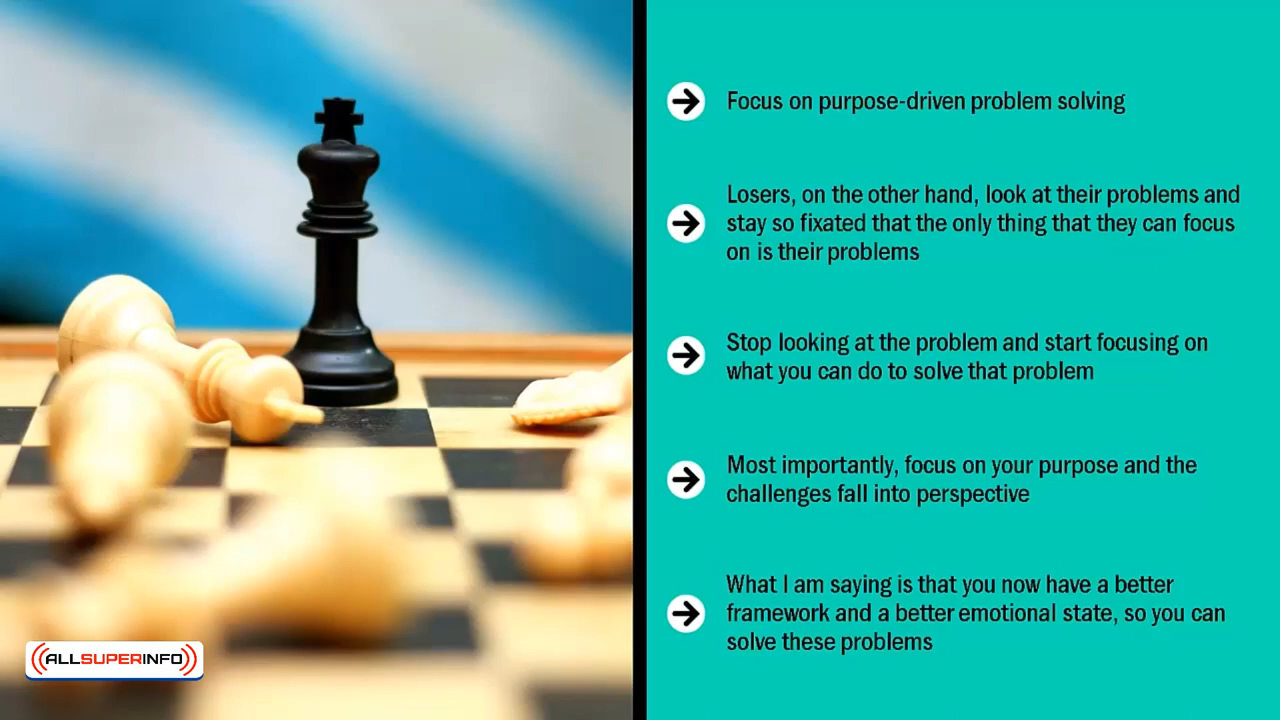 Focus on purpose-driven problem solving
Losers, on the other hand, look at their problems and
stay so fixated that the only thing that they can focus
on is their problems
Stop looking at the problem and start focusing on
what you can do to solve that problem
Most importantly, focus on your purpose and the
challenges fall into perspective
What I am saying is that you now have a better
framework and a better emotional state, so you can
solve these problems
((ALLSUPERINFO))